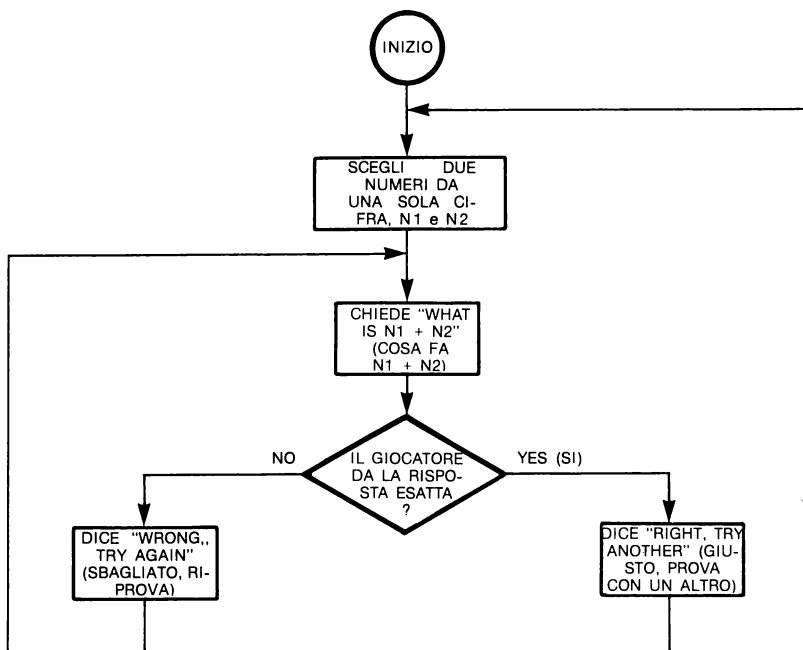 INIZIO
SCEGLI DUE
NUMERI DA
UNA SOLA CI-
FRA, N1 e N2
CHIEDE "WHAT
IS N1 + N2"
(COSA FA
N1 + N2)
NO
IL GIOCATORE
DA LA RISPO-
STA ESATTA
?
YES (SI)
DICE "WRONG,,
TRY AGAIN"
(SBAGLIATO, RI-
PROVA)
DICE "RIGHT, TRY
ANOTHER" (GIU-
STO, PROVA
CON UN ALTRO)